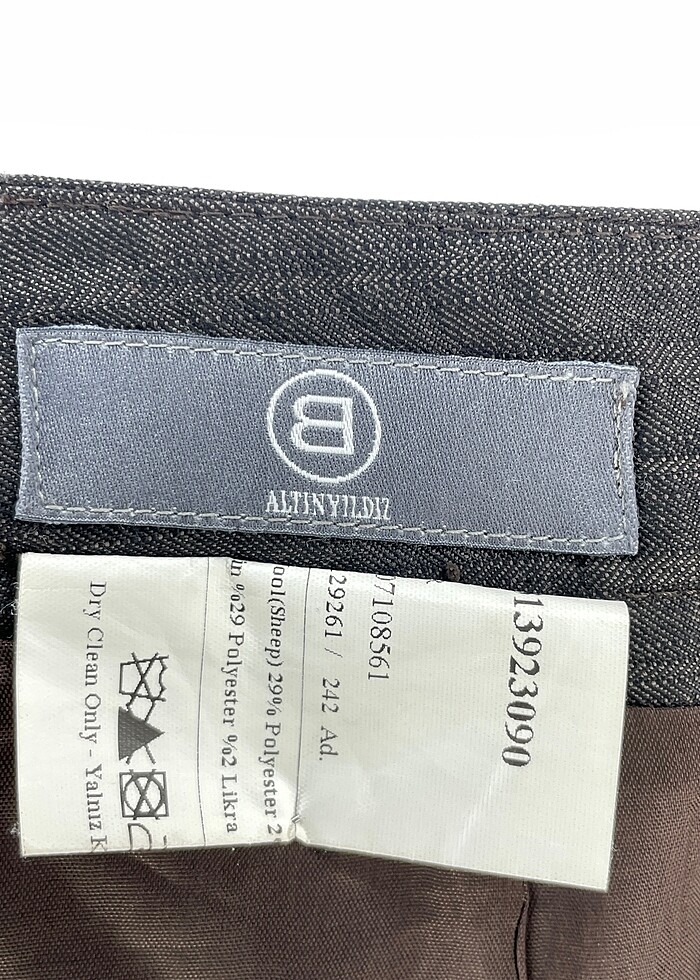 B
ALTINYILDIZ
13923090
07108561
29261 / 242 Ad.
ool(Sheep) 29% Polyester 2
%29 Polyester %2 Likra
Dry Clean Only - Yalnız K